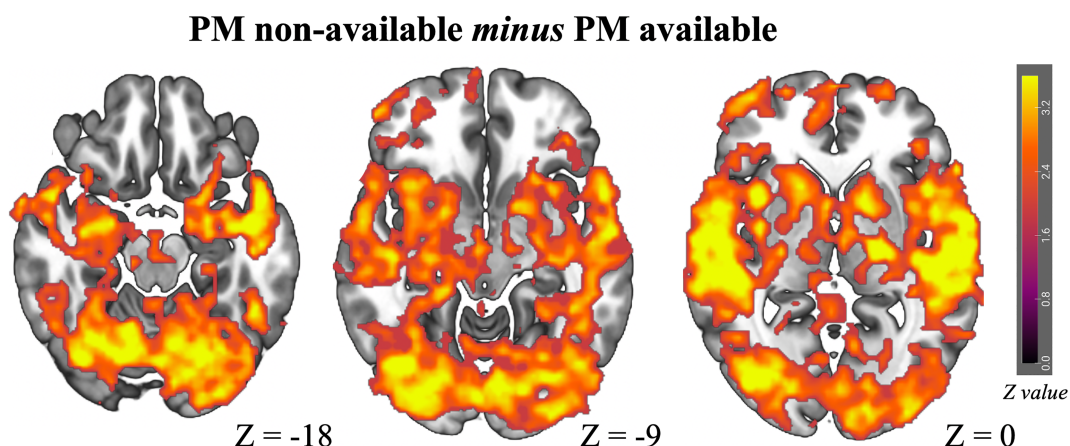 PM non-available minus PM available
3.2
2.4
1.6
0.8
0.0
Z value
Z = -18
Z = -9
Z = 0